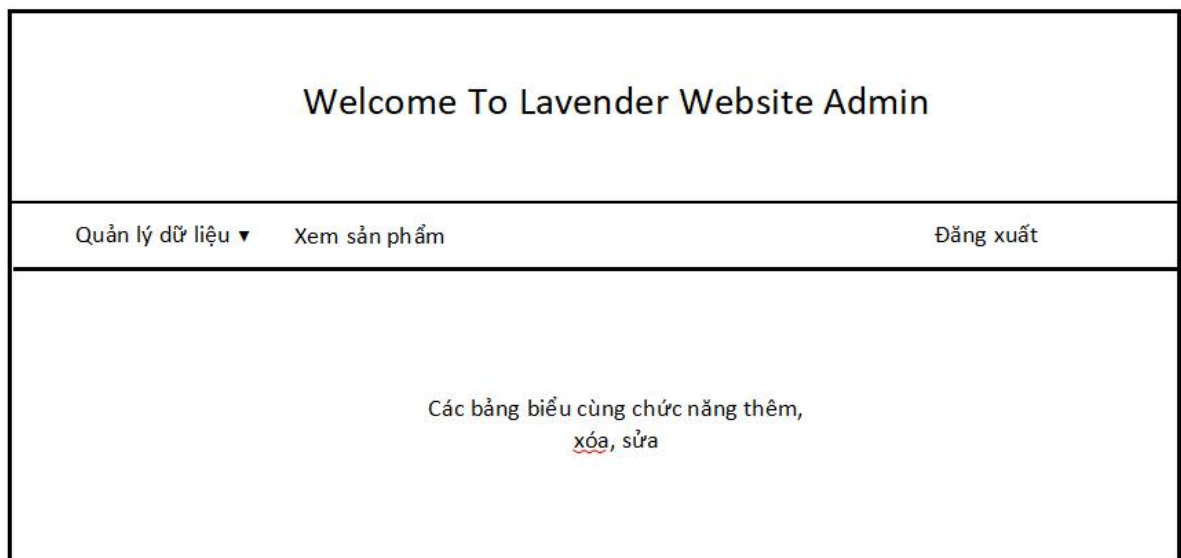 Welcome To Lavender Website Admin
Quản lý dữ liệu ▾ Xem sản phẩm Đăng xuất
Các bảng biểu cùng chức năng thêm,
xóa, sửa